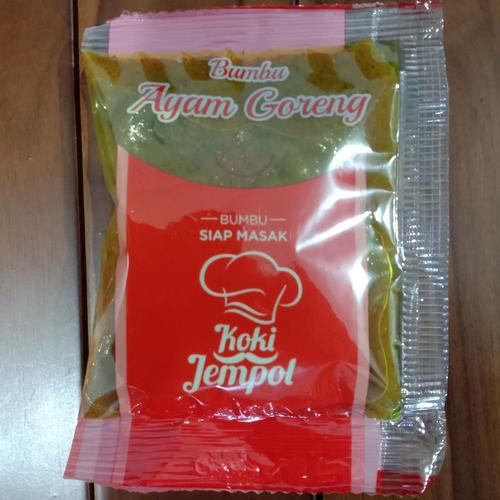 Bumbu
Ayam Goreng
BUMBU
SIAP MASAK
Koki
Jempol